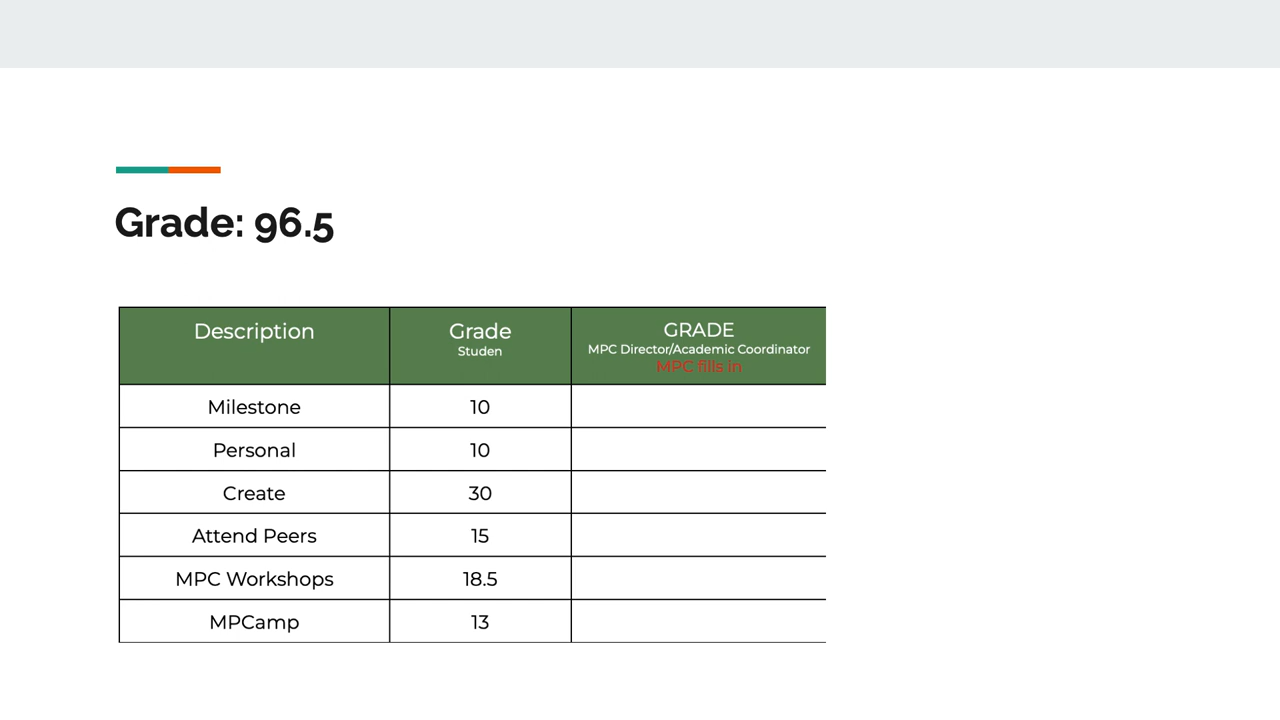 Grade: 96.5
Description
Grade
Studen
GRADE
MPC Director/Academic Coordinator
MPC fills in
Milestone 10
Personal 10
Create 30
Attend Peers 15
MPC Workshops 18.5
MPCamp 13